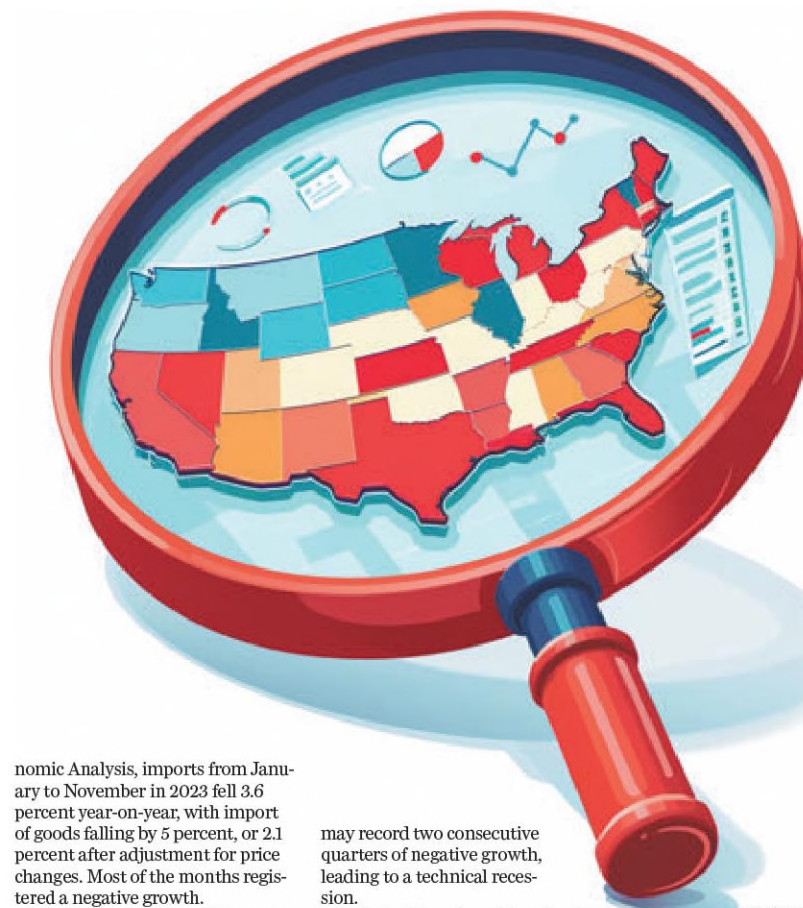 nomic Analysis, imports from Janu-
ary to November in 2023 fell 3.6
percent year-on-year, with import
of goods falling by 5 percent, or 2.1
percent after adjustment for price
changes. Most of the months regis-
tered a negative growth.
may record two consecutive
quarters of negative growth,
leading to a technical reces-
sion.